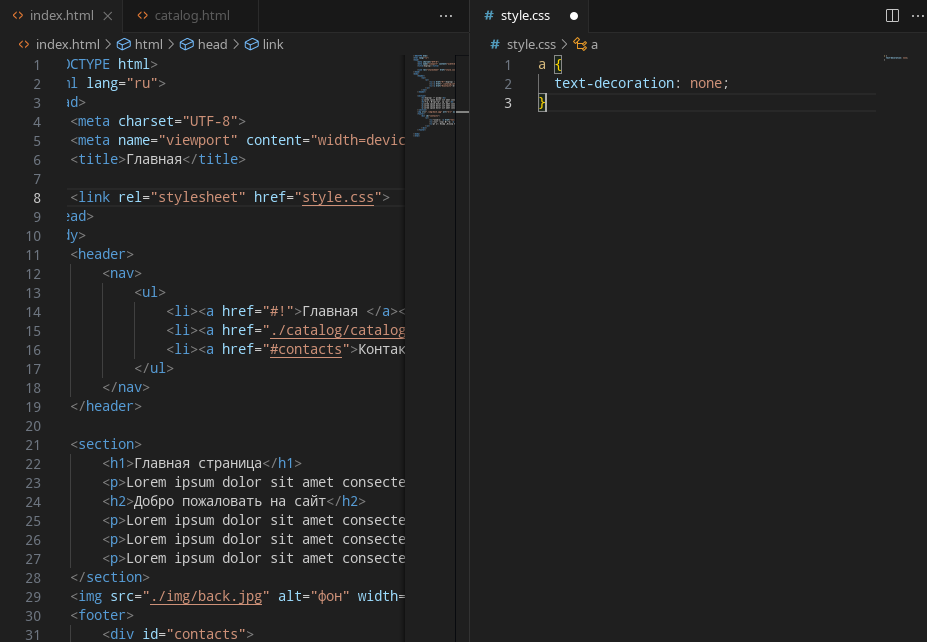 index.html
catalog.html
index.html > html > head > link
1 OCTYPE html>
2 ml lang="ru">
3 ad>
4 <meta charset="UTF-8">
5 <meta name="viewport" content="width=devic
6 <title>Главная</title>
7
8 <link rel="stylesheet" href="style.css">
9 ead>
10 dy>
11 <header>
12 <nav>
13 <ul>
14 <li><a href="#!">Главная </a><
15 <li><a href="./catalog/catalog
16 <li><a href="#contacts">Контак
17 </ul>
18 </nav>
19 </header>
20
21 <section>
22 <h1>Главная страница</h1>
23 <p>Lorem ipsum dolor sit amet consecte
24 <h2>Добро пожаловать на сайт</h2>
25 <p>Lorem ipsum dolor sit amet consecte
26 <p>Lorem ipsum dolor sit amet consecte
27 <p>Lorem ipsum dolor sit amet consecte
28 </section>
29 <img src="./img/back.jpg" alt="фон" width=
30 <footer>
31 <div id="contacts">
# style.css
# style.css > a
1 a {
2 text-decoration: none;
3 }